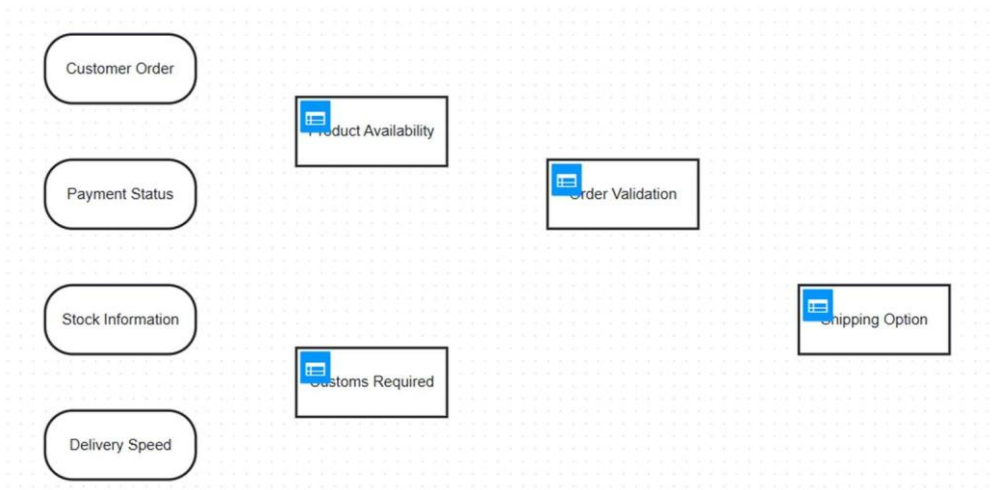 Customer Order
Product Availability
Payment Status
Order Validation
Stock Information
Shipping Option
Customs Required
Delivery Speed